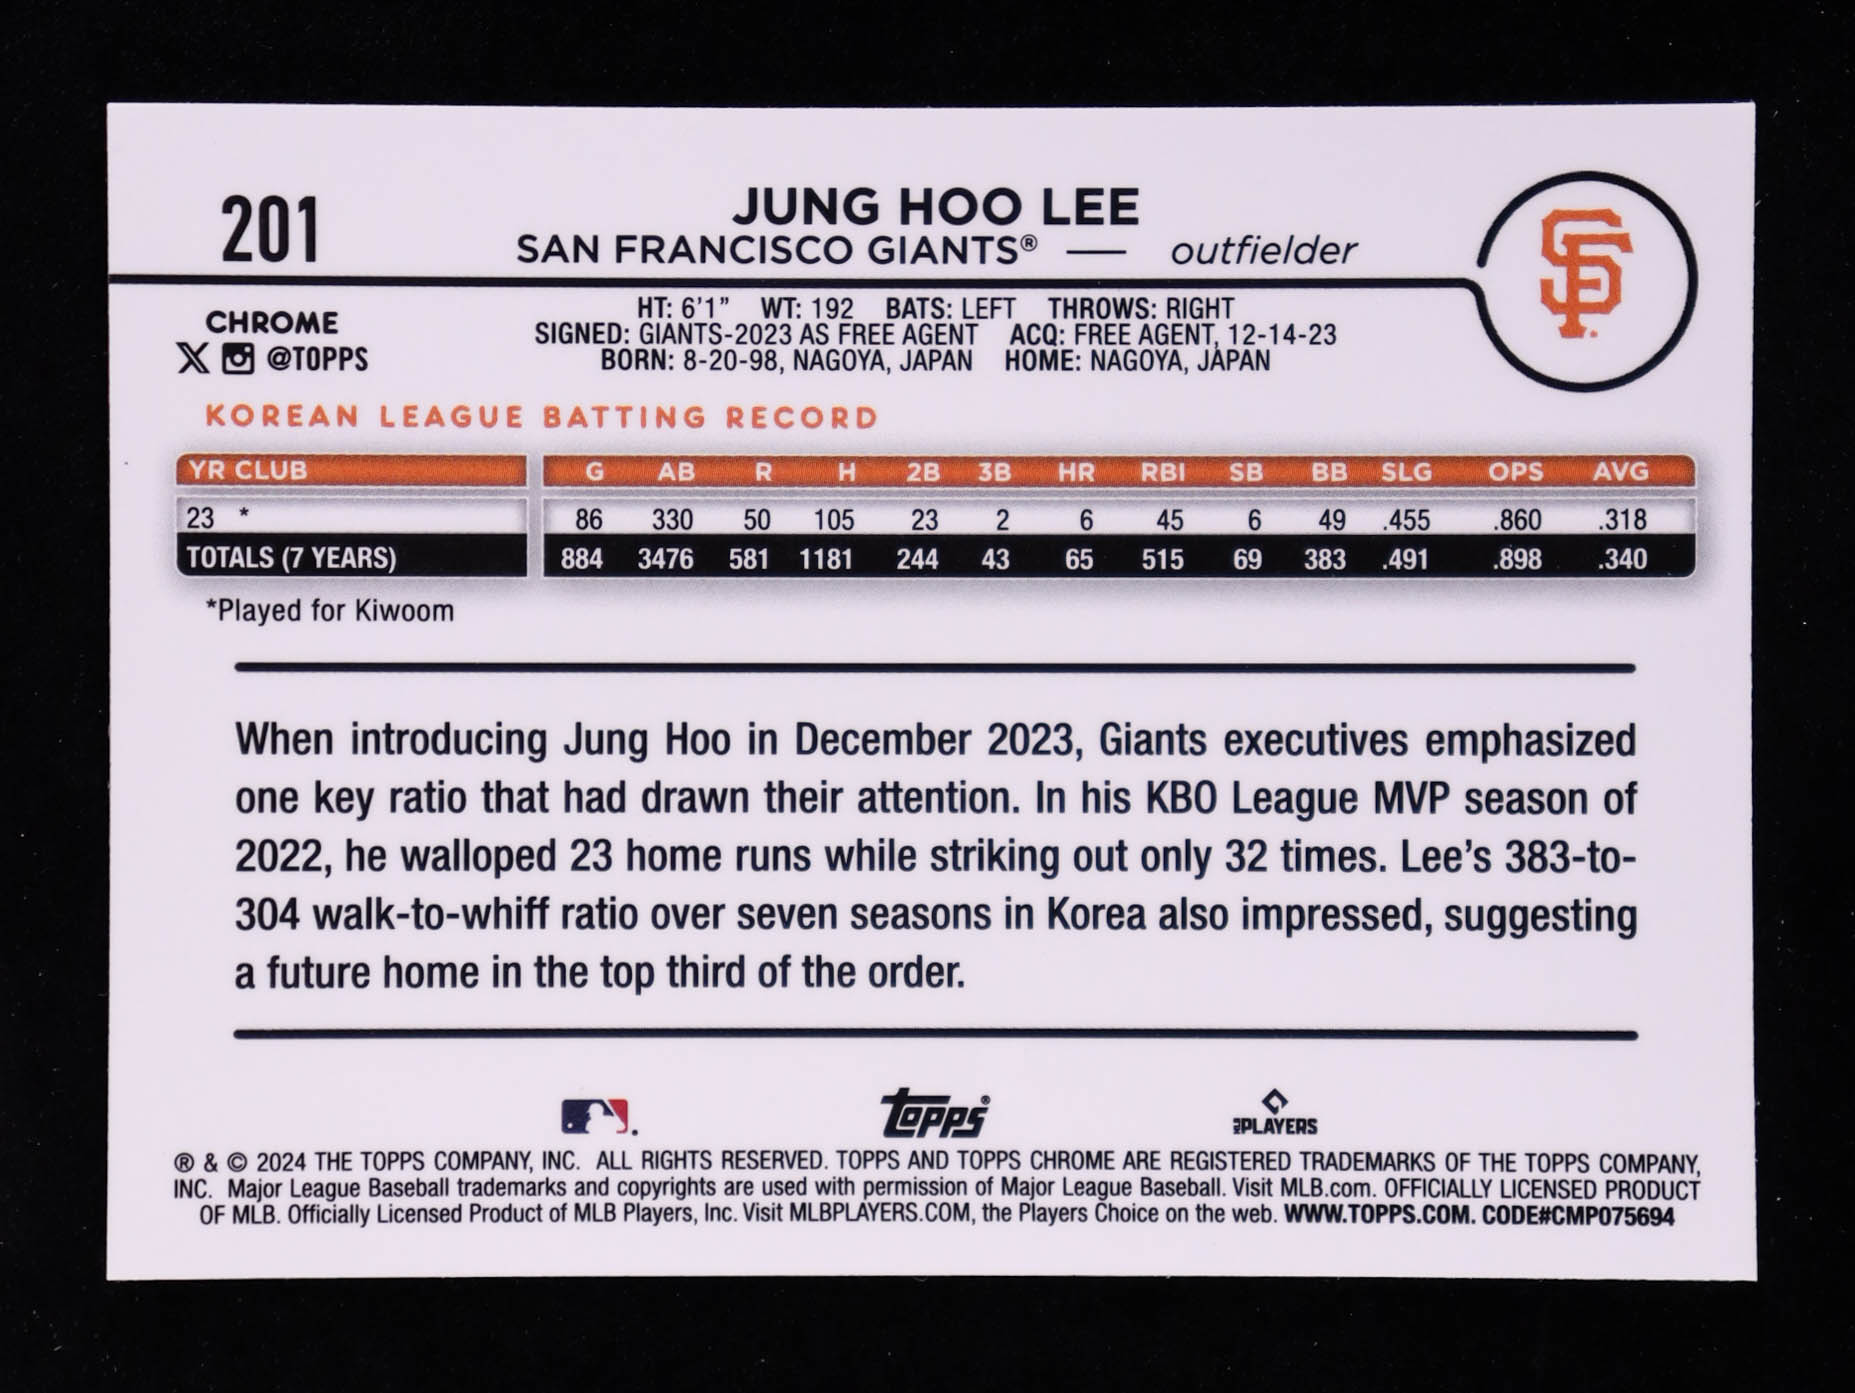 201
JUNG HOO LEE
SAN FRANCISCO GIANTS® — outfielder
SF
CHROME
X @TOPPS
HT: 6'1" WT: 192 BATS: LEFT THROWS: RIGHT
SIGNED: GIANTS-2023 AS FREE AGENT ACQ: FREE AGENT, 12-14-23
BORN: 8-20-98, NAGOYA, JAPAN HOME: NAGOYA, JAPAN
KOREAN LEAGUE BATTING RECORD
YR CLUB G AB R H 2B 3B HR RBI SB BB SLG OPS AVG
23 * 86 330 50 105 23 2 6 45 6 49 .455 .860 .318
TOTALS (7 YEARS) 884 3476 581 1181 244 43 65 515 69 383 .491 .898 .340
*Played for Kiwoom
When introducing Jung Hoo in December 2023, Giants executives emphasized
one key ratio that had drawn their attention. In his KBO League MVP season of
2022, he walloped 23 home runs while striking out only 32 times. Lee's 383-to-
304 walk-to-whiff ratio over seven seasons in Korea also impressed, suggesting
a future home in the top third of the order.
topps® MLB PLAYERS
® & © 2024 THE TOPPS COMPANY, INC. ALL RIGHTS RESERVED. TOPPS AND TOPPS CHROME ARE REGISTERED TRADEMARKS OF THE TOPPS COMPANY,
INC. Major League Baseball trademarks and copyrights are used with permission of Major League Baseball. Visit MLB.com. OFFICIALLY LICENSED PRODUCT
OF MLB. Officially Licensed Product of MLB Players, Inc. Visit MLBPLAYERS.COM, the Players Choice on the web. WWW.TOPPS.COM. CODE#CMP075694